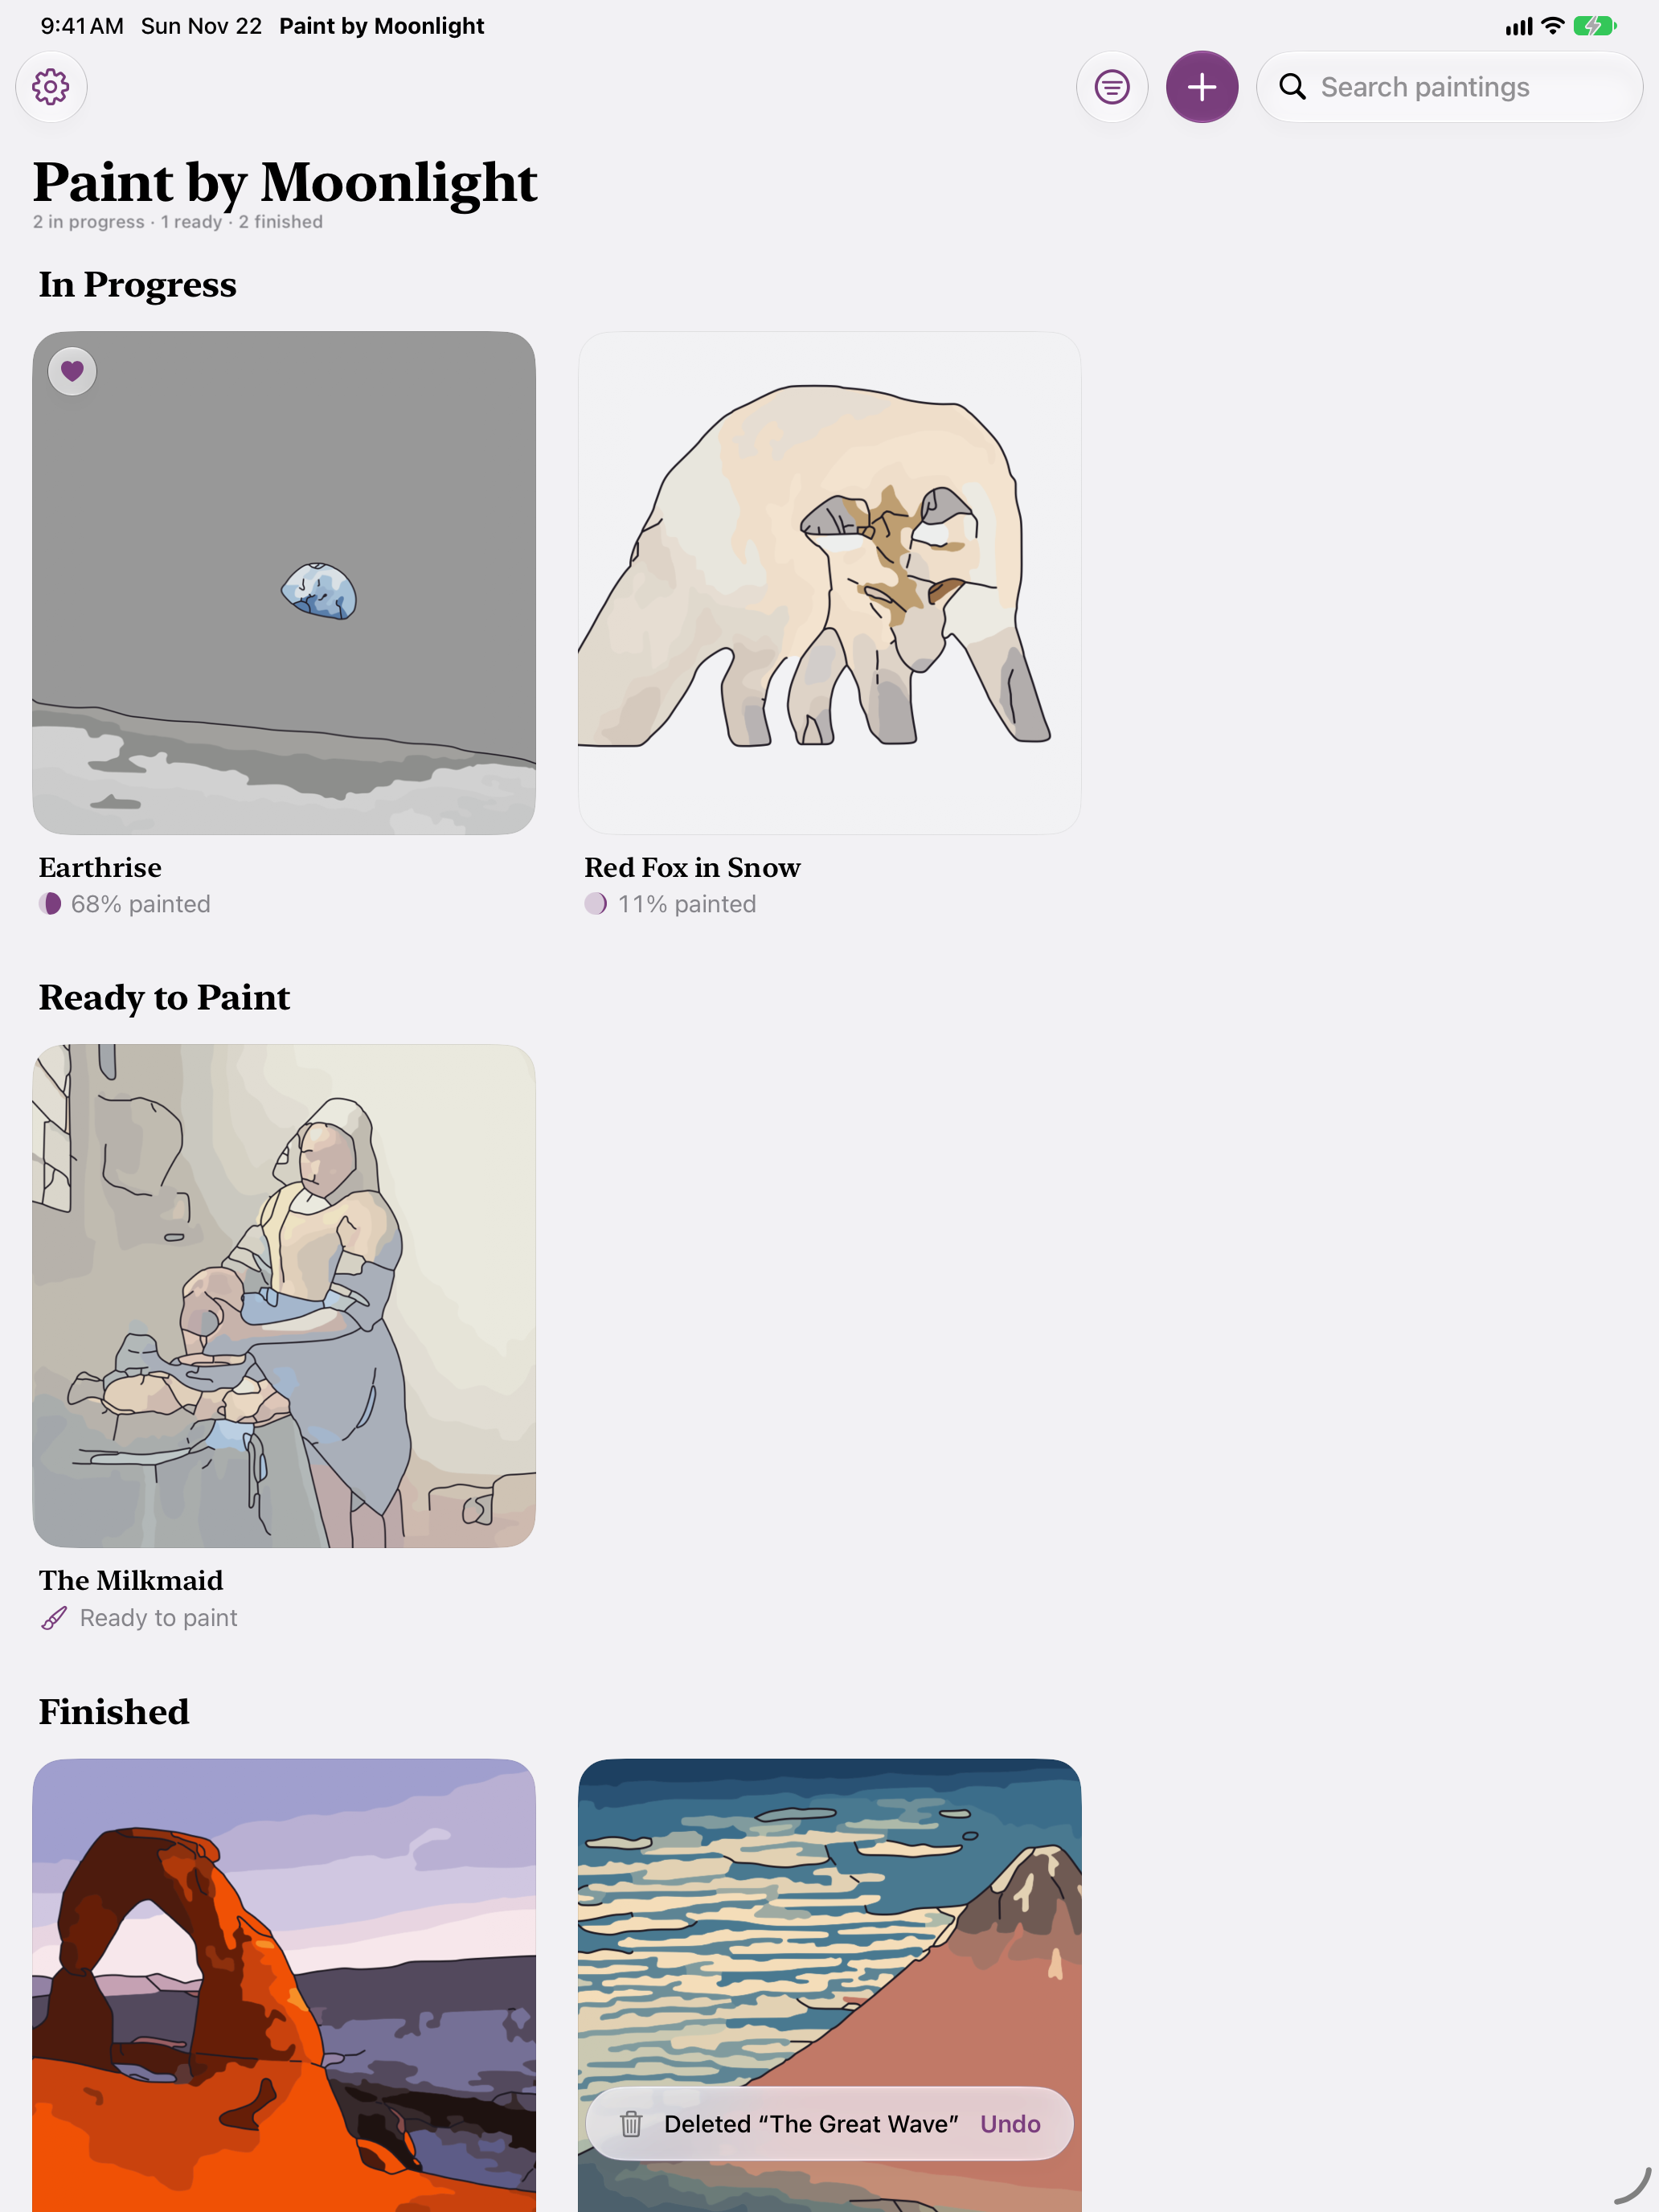 9:41 AM Sun Nov 22 Paint by Moonlight
Search paintings
Paint by Moonlight
2 in progress · 1 ready · 2 finished
In Progress
Earthrise
68% painted
Red Fox in Snow
11% painted
Ready to Paint
The Milkmaid
Ready to paint
Finished
Deleted “The Great Wave” Undo